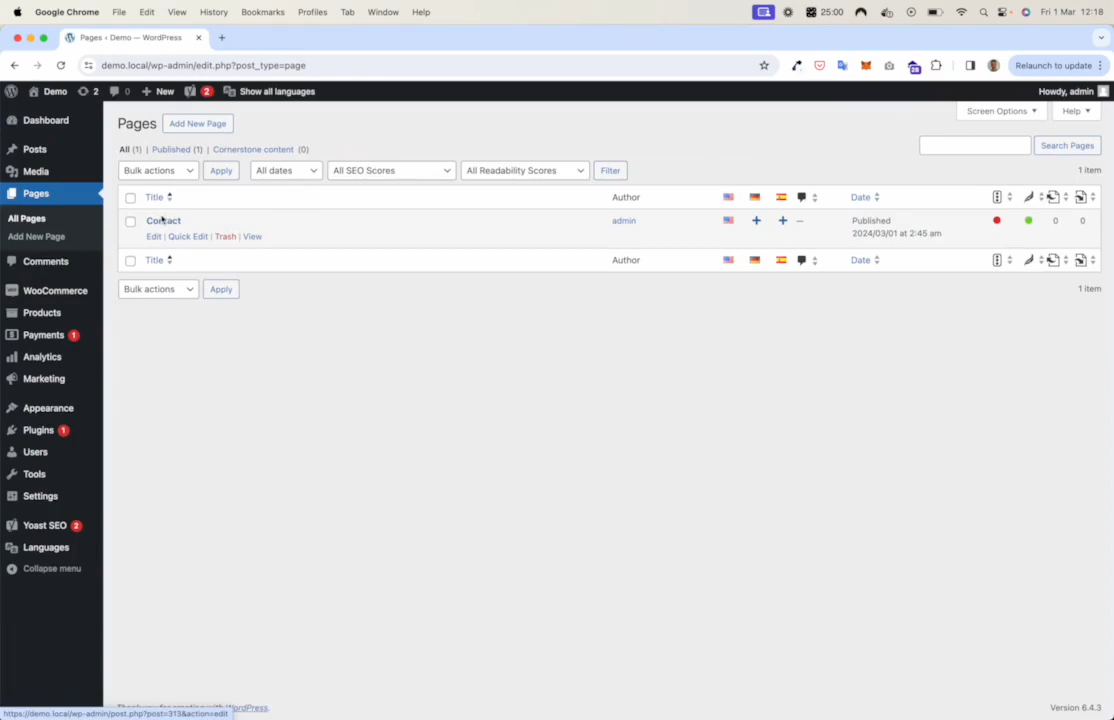 Google Chrome File Edit View History Bookmarks Profiles Tab Window Help 25:00 Fri 1 Mar 12:18
Pages ‹ Demo — WordPress
demo.local/wp-admin/edit.php?post_type=page Relaunch to update
Demo 2 0 New 2 Show all languages Howdy, admin
Screen Options Help
Dashboard
Posts
Media
Pages
All Pages
Add New Page
Comments
WooCommerce
Products
Payments 1
Analytics
Marketing
Appearance
Plugins 1
Users
Tools
Settings
Yoast SEO 2
Languages
Collapse menu
Pages Add New Page
All (1) | Published (1) | Cornerstone content (0)
Search Pages
Bulk actions Apply All dates All SEO Scores All Readability Scores Filter 1 item
Title Author Date
Contact admin — Published 0 0
2024/03/01 at 2:45 am
Edit | Quick Edit | Trash | View
Title Author Date
Bulk actions Apply 1 item
WordPress. Version 6.4.3
https://demo.local/wp-admin/post.php?post=313&action=edit